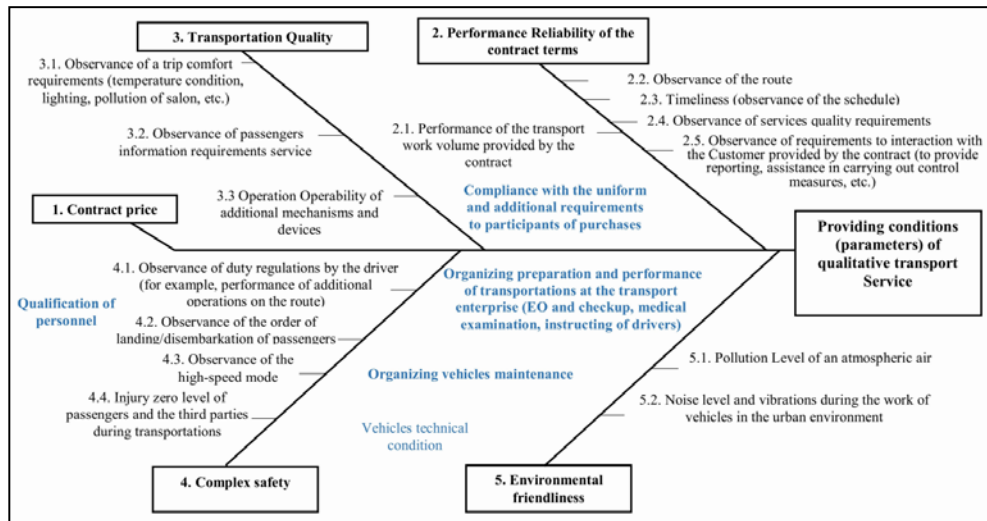 3. Transportation Quality
2. Performance Reliability of the
contract terms
3.1. Observance of a trip comfort
requirements (temperature condition,
lighting, pollution of salon, etc.)
3.2. Observance of passengers
information requirements service
3.3 Operation Operability of
additional mechanisms and
devices
2.1. Performance of the transport
work volume provided by the
contract
2.2. Observance of the route
2.3. Timeliness (observance of the schedule)
2.4. Observance of services quality requirements
2.5. Observance of requirements to interaction with
the Customer provided by the contract (to provide
reporting, assistance in carrying out control
measures, etc.)
Compliance with the uniform
and additional requirements
to participants of purchases
1. Contract price
Providing conditions
(parameters) of
qualitative transport
Service
4.1. Observance of duty regulations by the driver
(for example, performance of additional
operations on the route)
Qualification of
personnel
4.2. Observance of the order of
landing/disembarkation of passengers
4.3. Observance of the
high-speed mode
4.4. Injury zero level of
passengers and the third parties
during transportations
Organizing preparation and performance
of transportations at the transport
enterprise (EO and checkup, medical
examination, instructing of drivers)
Organizing vehicles maintenance
Vehicles technical
condition
5.1. Pollution Level of an atmospheric air
5.2. Noise level and vibrations during the work of
vehicles in the urban environment
4. Complex safety
5. Environmental
friendliness